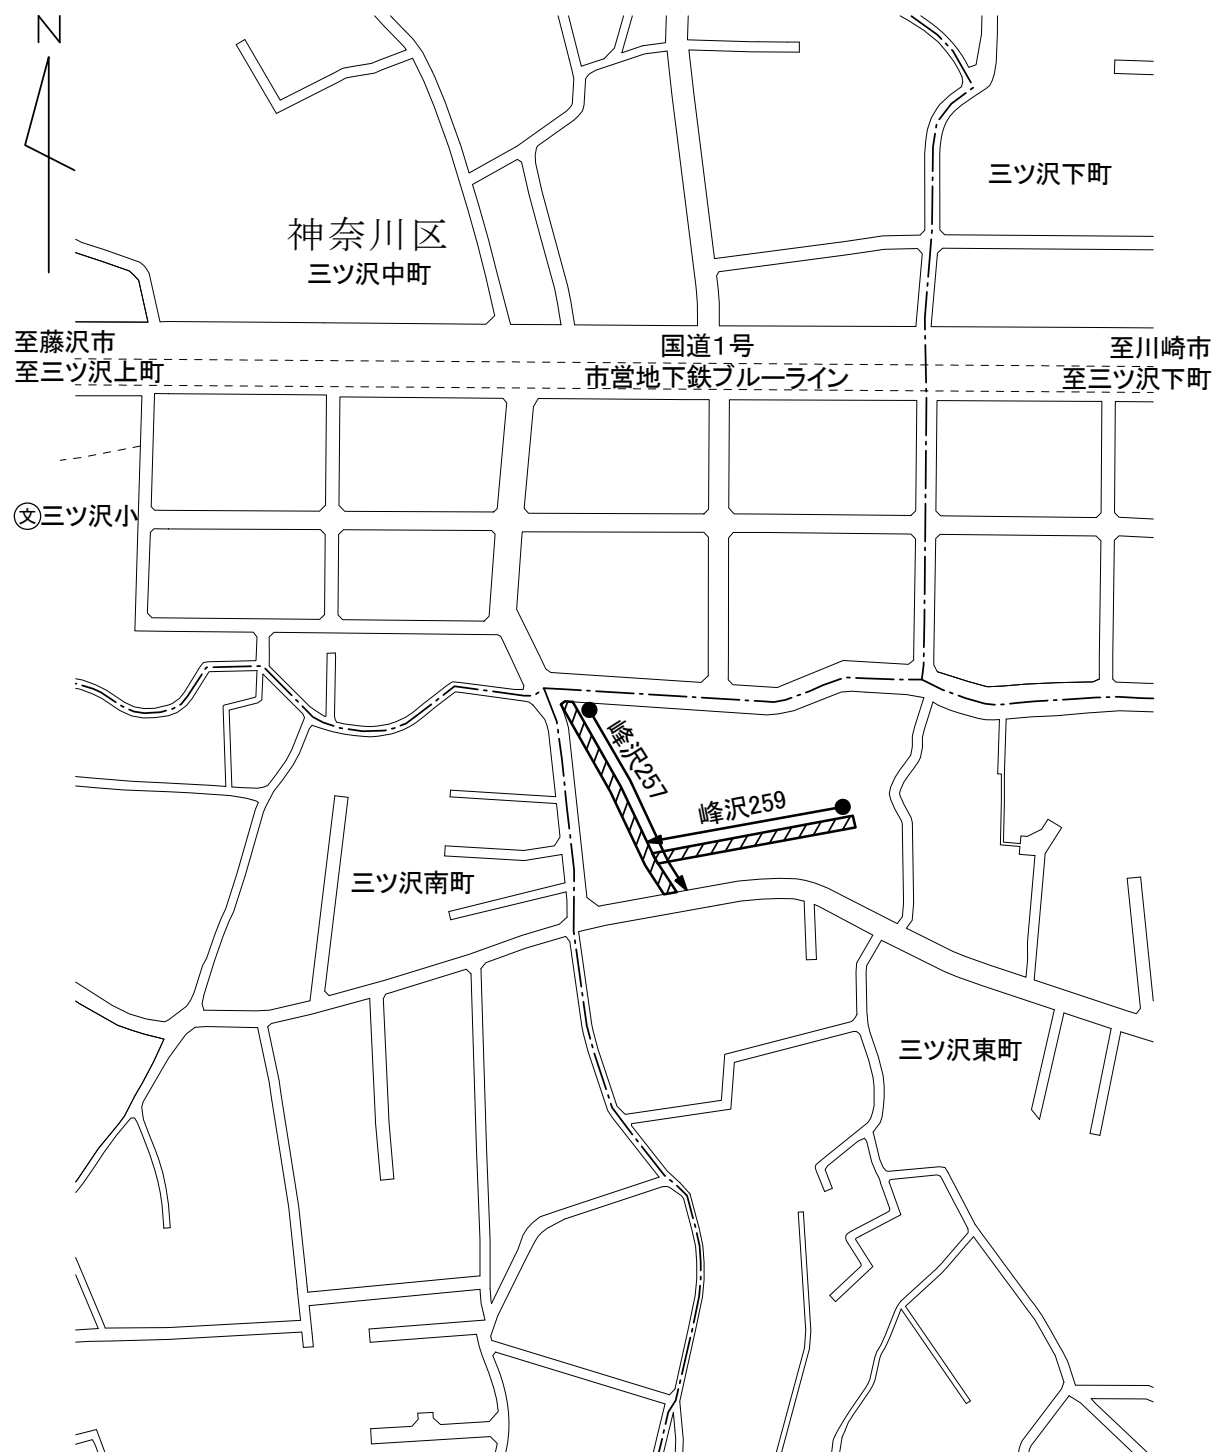 N
三ツ沢下町
神奈川区
三ツ沢中町
至藤沢市
国道1号
至川崎市
至三ツ沢上町
市営地下鉄ブルーライン
至三ツ沢下町
文三ツ沢小
峰沢257
峰沢259
三ツ沢南町
三ツ沢東町